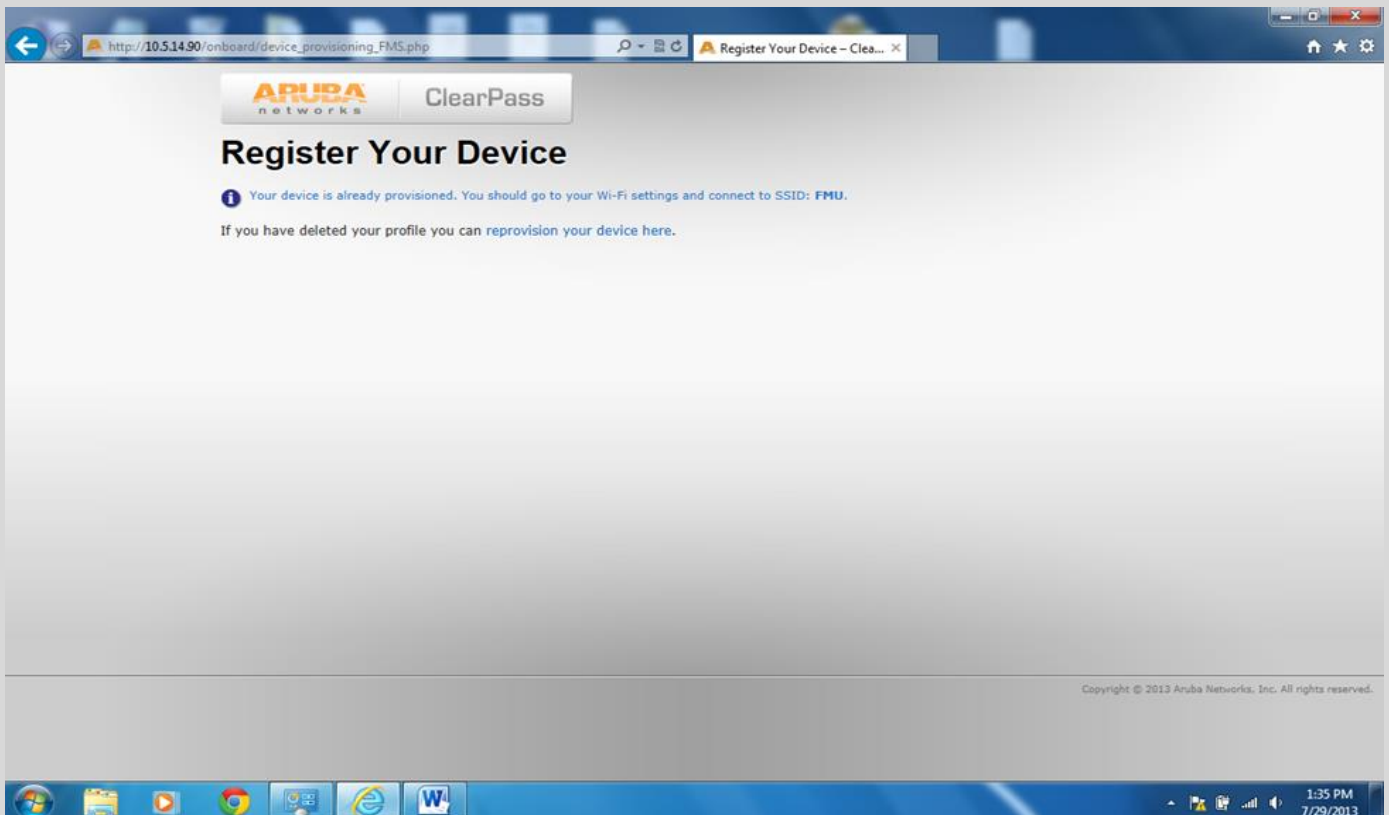 http://10.5.14.90/onboard/device_provisioning_FMS.php
Register Your Device – Clea...
ARUBA networks
ClearPass
Register Your Device
Your device is already provisioned. You should go to your Wi-Fi settings and connect to SSID: FMU.
If you have deleted your profile you can reprovision your device here.
Copyright © 2013 Aruba Networks, Inc. All rights reserved.
1:35 PM
7/29/2013